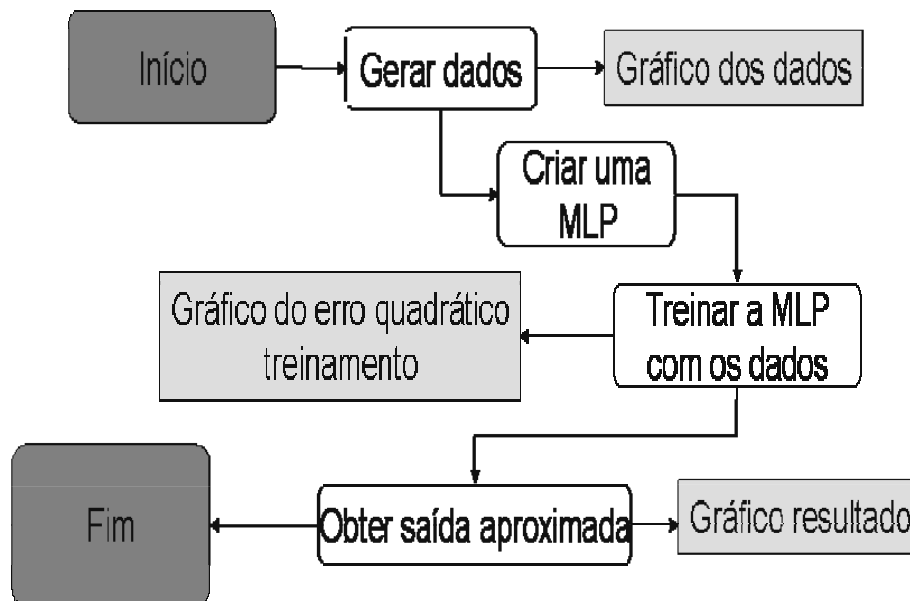 Início
Gerar dados
Gráfico dos dados
Criar uma
MLP
Treinar a MLP
com os dados
Gráfico do erro quadrático
treinamento
Obter saída aproximada
Gráfico resultado
Fim